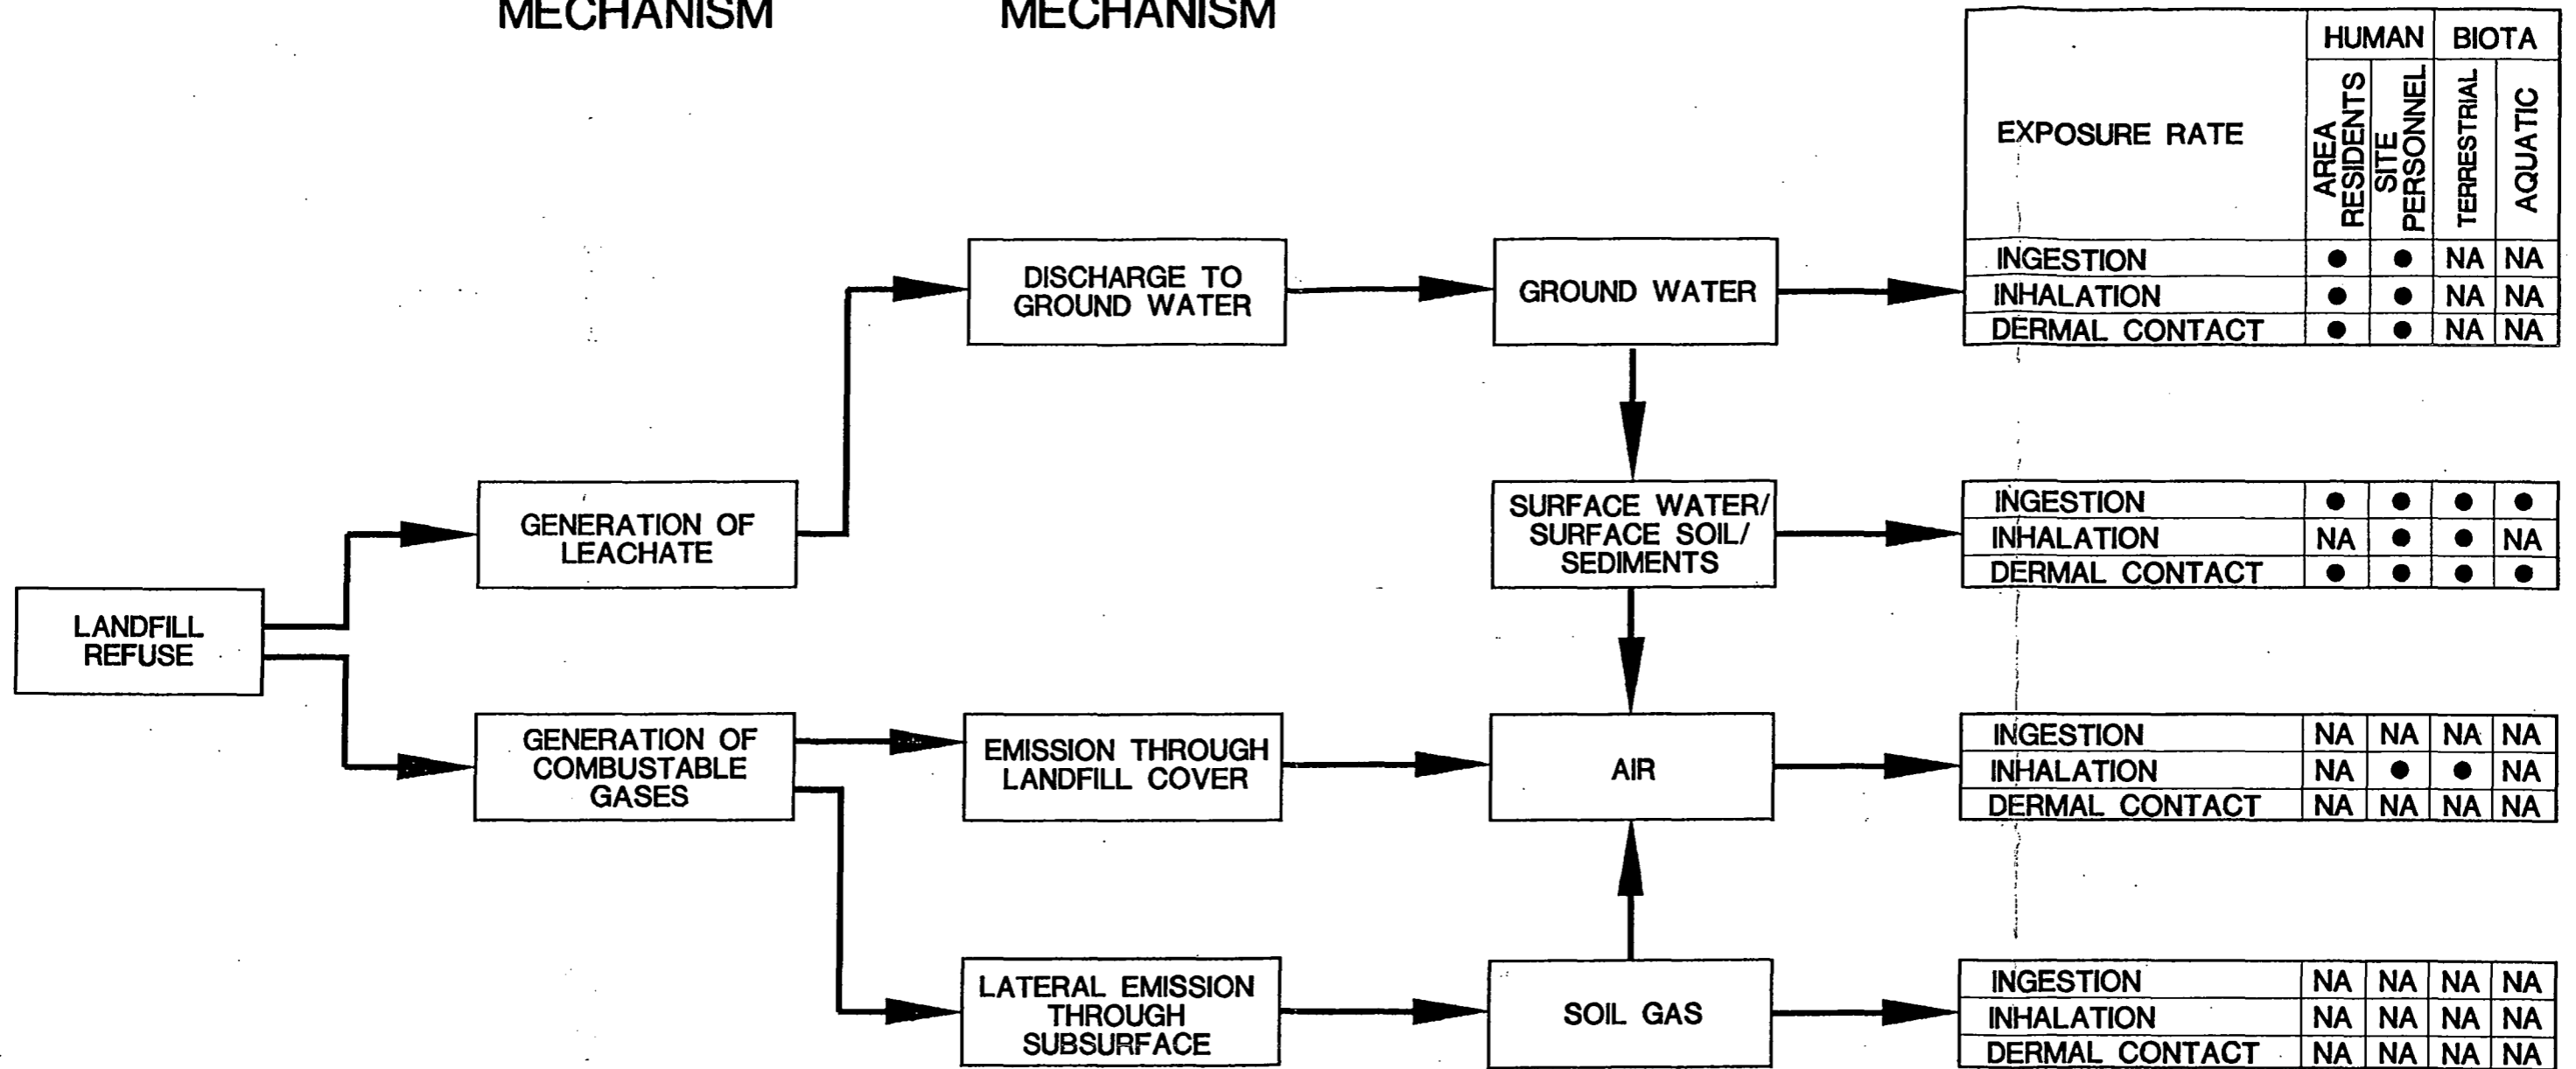 MECHANISM MECHANISM
HUMAN BIOTA
EXPOSURE RATE
AREA
RESIDENTS
SITE
PERSONNEL
TERRESTRIAL
AQUATIC
INGESTION ● ● NA NA
INHALATION ● ● NA NA
DERMAL CONTACT ● ● NA NA
DISCHARGE TO
GROUND WATER
GROUND WATER
GENERATION OF
LEACHATE
SURFACE WATER/
SURFACE SOIL/
SEDIMENTS
INGESTION ● ● ● ●
INHALATION NA ● ● NA
DERMAL CONTACT ● ● ● ●
LANDFILL
REFUSE
GENERATION OF
COMBUSTABLE
GASES
EMISSION THROUGH
LANDFILL COVER
AIR
INGESTION NA NA NA NA
INHALATION NA ● ● NA
DERMAL CONTACT NA NA NA NA
LATERAL EMISSION
THROUGH
SUBSURFACE
SOIL GAS
INGESTION NA NA NA NA
INHALATION NA NA NA NA
DERMAL CONTACT NA NA NA NA